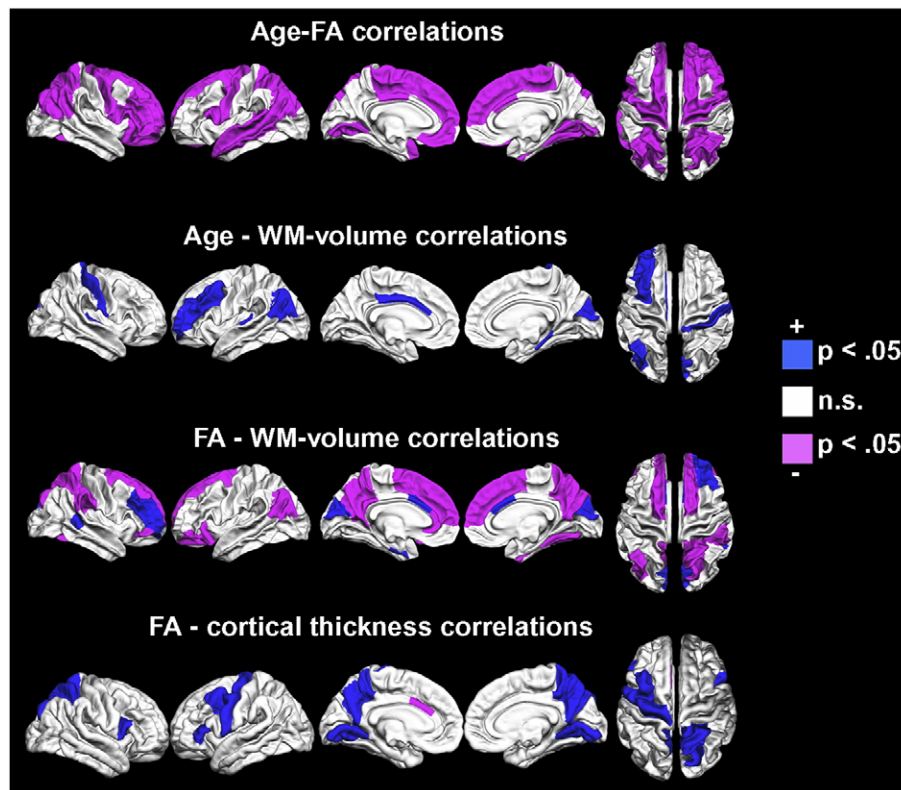 Age-FA correlations
Age - WM-volume correlations
+
p < .05
n.s.
FA - WM-volume correlations
p < .05
-
FA - cortical thickness correlations